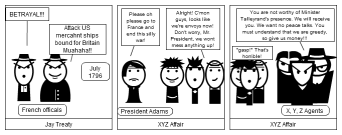 BETRAYAL!!!
Attack US
mercahnt ships
bound for Britain
Muahaha!!
July
1796
French officals
Jay Treaty
Please oh
please go to
France and
end this silly
war!
Alright! C'mon
guys, looks like
we're envoys now!
Don't worry, Mr.
President, we wont
mess anything up!
President Adams
XYZ Affair
You are not worthy of Minister
Talleyrand's presence. We will receive
you. We want no peace talks. You
must understand that we are greedy,
so give us money!!!
*gasp!* That's
horrible!
X, Y, Z Agents
XYZ Affair